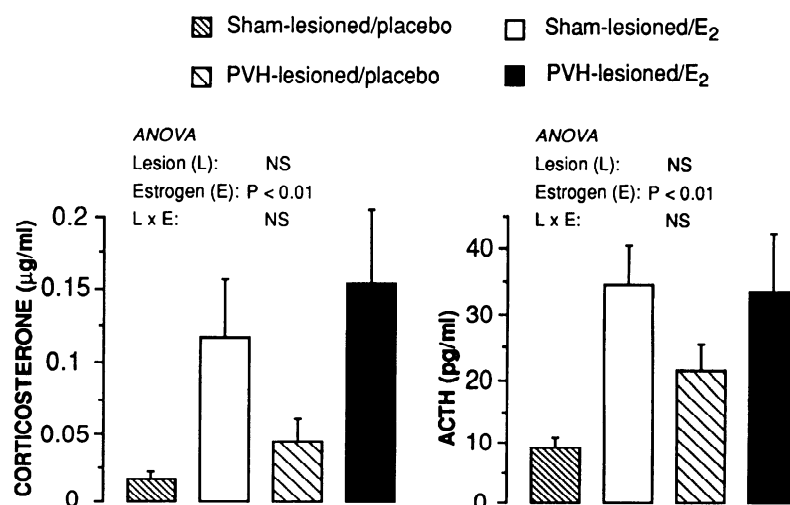 Sham-lesioned/placebo
Sham-lesioned/E₂
PVH-lesioned/placebo
PVH-lesioned/E₂
ANOVA
Lesion (L): NS
Estrogen (E): P < 0.01
L x E: NS
CORTICOSTERONE (µg/ml)
0.2
0.15
0.1
0.05
0
ANOVA
Lesion (L): NS
Estrogen (E): P < 0.01
L x E: NS
ACTH (pg/ml)
40
30
20
10
0